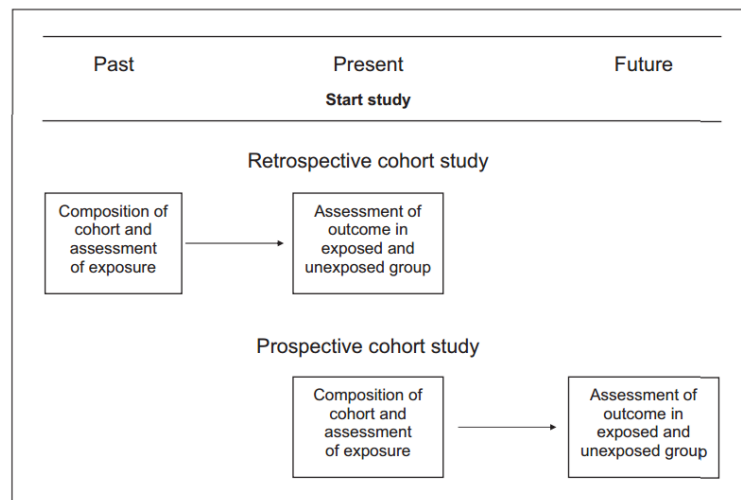 Past Present Future
Start study
Retrospective cohort study
Composition of
cohort and
assessment
of exposure
Assessment of
outcome in
exposed and
unexposed group
Prospective cohort study
Composition of
cohort and
assessment
of exposure
Assessment of
outcome in
exposed and
unexposed group